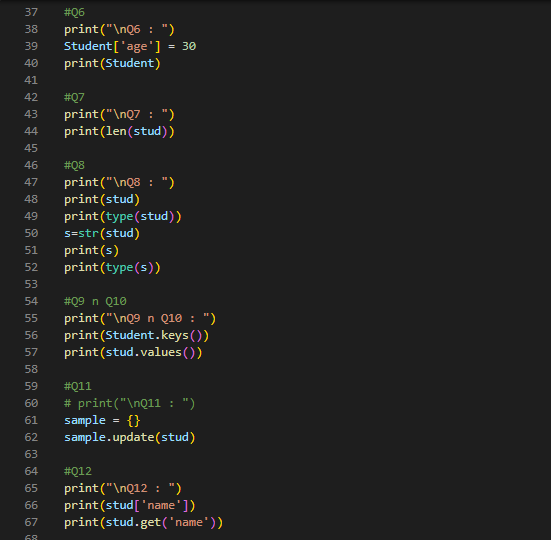 37 #Q6
38 print("\nQ6 : ")
39 Student['age'] = 30
40 print(Student)
41
42 #Q7
43 print("\nQ7 : ")
44 print(len(stud))
45
46 #Q8
47 print("\nQ8 : ")
48 print(stud)
49 print(type(stud))
50 s=str(stud)
51 print(s)
52 print(type(s))
53
54 #Q9 n Q10
55 print("\nQ9 n Q10 : ")
56 print(Student.keys())
57 print(stud.values())
58
59 #Q11
60 # print("\nQ11 : ")
61 sample = {}
62 sample.update(stud)
63
64 #Q12
65 print("\nQ12 : ")
66 print(stud['name'])
67 print(stud.get('name'))
68